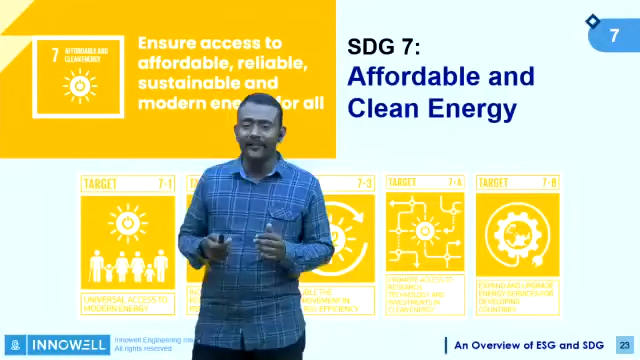 7 AFFORDABLE AND
CLEAN ENERGY
Ensure access to
affordable, reliable,
sustainable and
modern for all
SDG 7:
Affordable and
Clean Energy
7
TARGET 7-1
UNIVERSAL ACCESS TO
MODERN ENERGY
TARGET
7-3
TARGET 7-A
PROMOTE ACCESS TO
RESEARCH,
TECHNOLOGY AND
INVESTMENTS IN
CLEAN ENERGY
TARGET 7-B
EXPAND AND UPGRADE
ENERGY SERVICES FOR
DEVELOPING
COUNTRIES
INNOWELL
Innowell Engineering
All rights reserved
An Overview of ESG and SDG
23